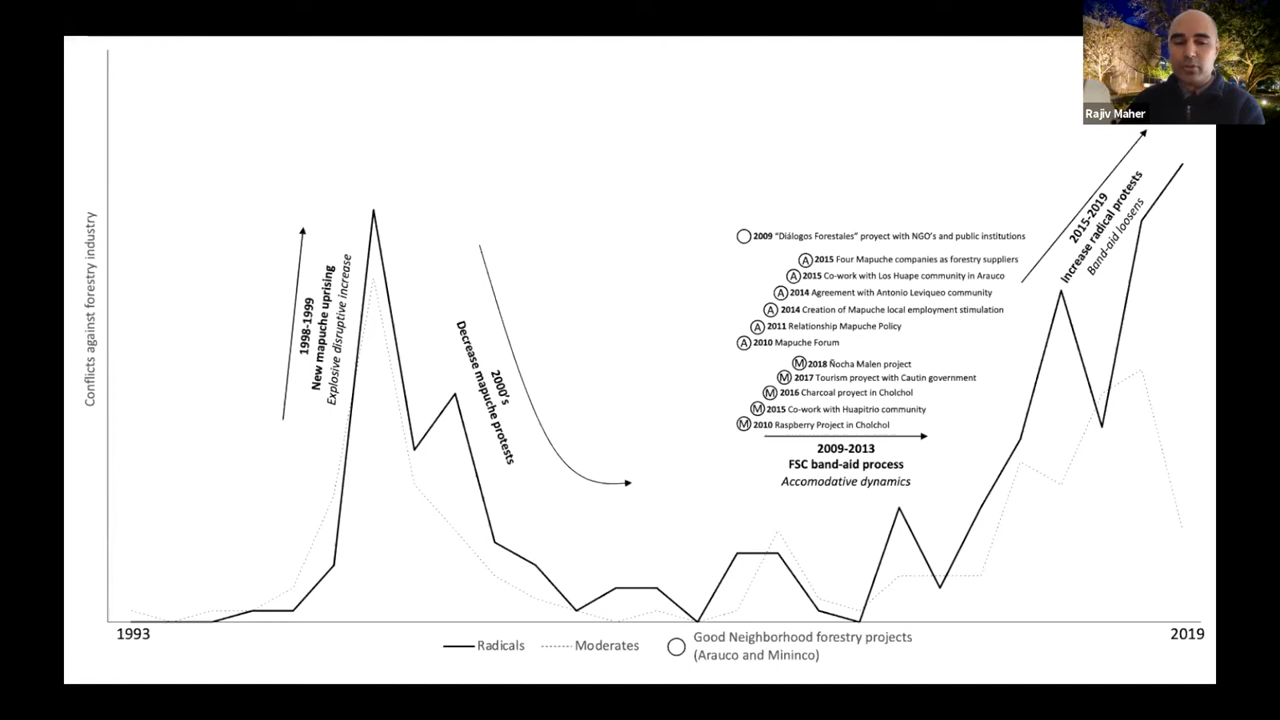 Rajiv Maher
Conflicts against forestry industry
1998-1999
New mapuche uprising
Explosive disruptive increase
2000's
Decrease mapuche protests
2009 "Diálogos Forestales" proyect with NGO's and public institutions
A 2015 Four Mapuche companies as forestry suppliers
A 2015 Co-work with Los Huape community in Arauco
A 2014 Agreement with Antonio Leviqueo community
A 2014 Creation of Mapuche local employment stimulation
A 2011 Relationship Mapuche Policy
A 2010 Mapuche Forum
M 2018 Ñocha Malen project
M 2017 Tourism proyect with Cautin government
M 2016 Charcoal proyect in Cholchol
M 2015 Co-work with Huapitrio community
M 2010 Raspberry Project in Cholchol
2009-2013
FSC band-aid process
Accomodative dynamics
2015-2019
Increase radical protests
Band-aid loosens
1993
2019
Radicals
Moderates
Good Neighborhood forestry projects
(Arauco and Mininco)